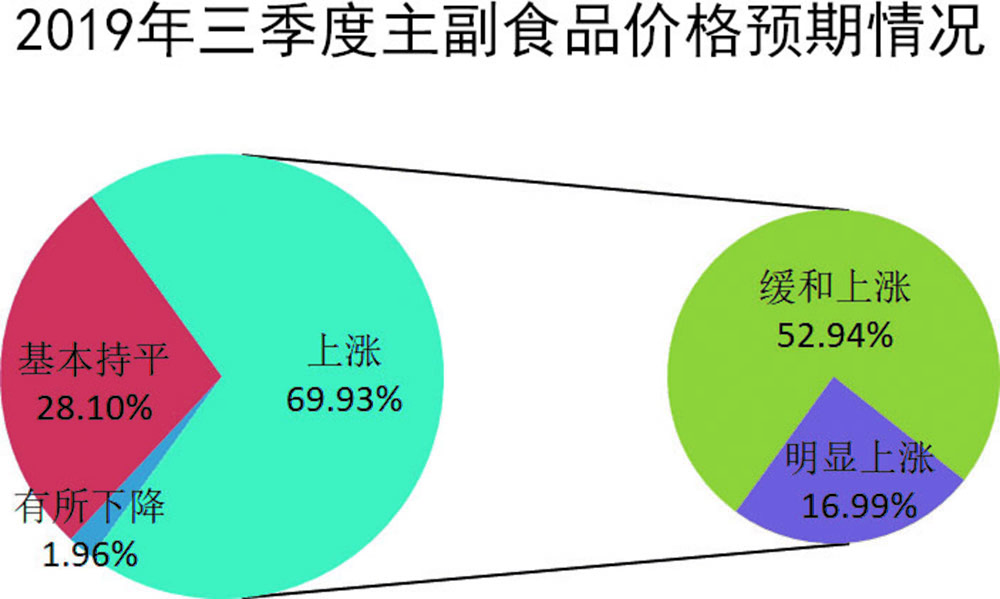 2019年三季度主副食品价格预期情况
上涨
69.93%
基本持平
28.10%
有所下降
1.96%
缓和上涨
52.94%
明显上涨
16.99%